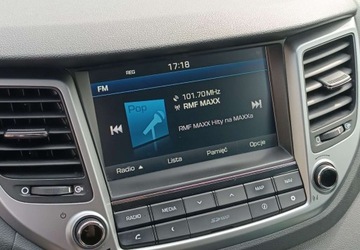 REG 17:18
FM
101.70MHz
RMF MAXX
Pop
RMF MAXX Hity na MAXXa
Radio Lista Pamięć Opcje
RADIO MEDIA NAV MAP